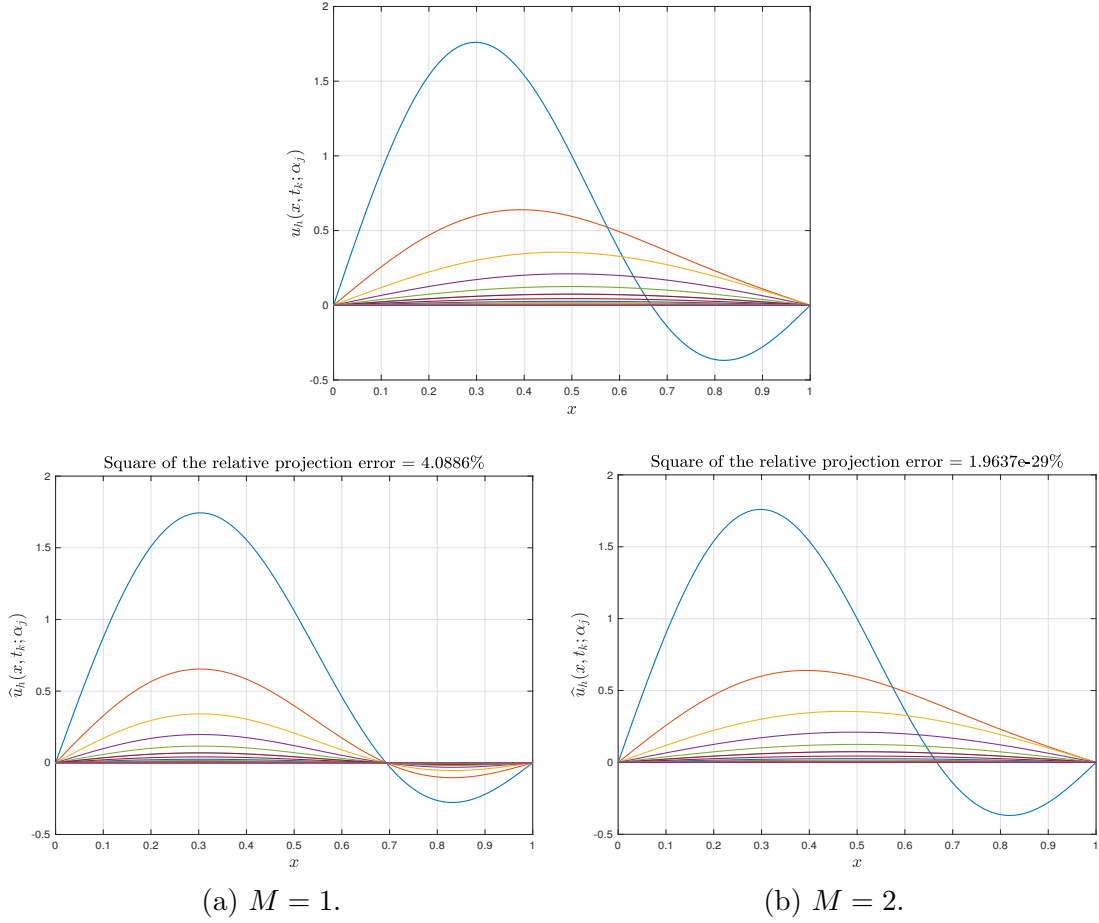 2
1.5
1
0.5
0
-0.5
u_h(x, t_k; α_j)
0 0.1 0.2 0.3 0.4 0.5 0.6 0.7 0.8 0.9 1
x
Square of the relative projection error = 4.0886%
2
1.5
1
0.5
0
-0.5
û_h(x, t_k; α_j)
0 0.1 0.2 0.3 0.4 0.5 0.6 0.7 0.8 0.9 1
x
(a) M = 1.
Square of the relative projection error = 1.9637e-29%
2
1.5
1
0.5
0
-0.5
û_h(x, t_k; α_j)
0 0.1 0.2 0.3 0.4 0.5 0.6 0.7 0.8 0.9 1
x
(b) M = 2.